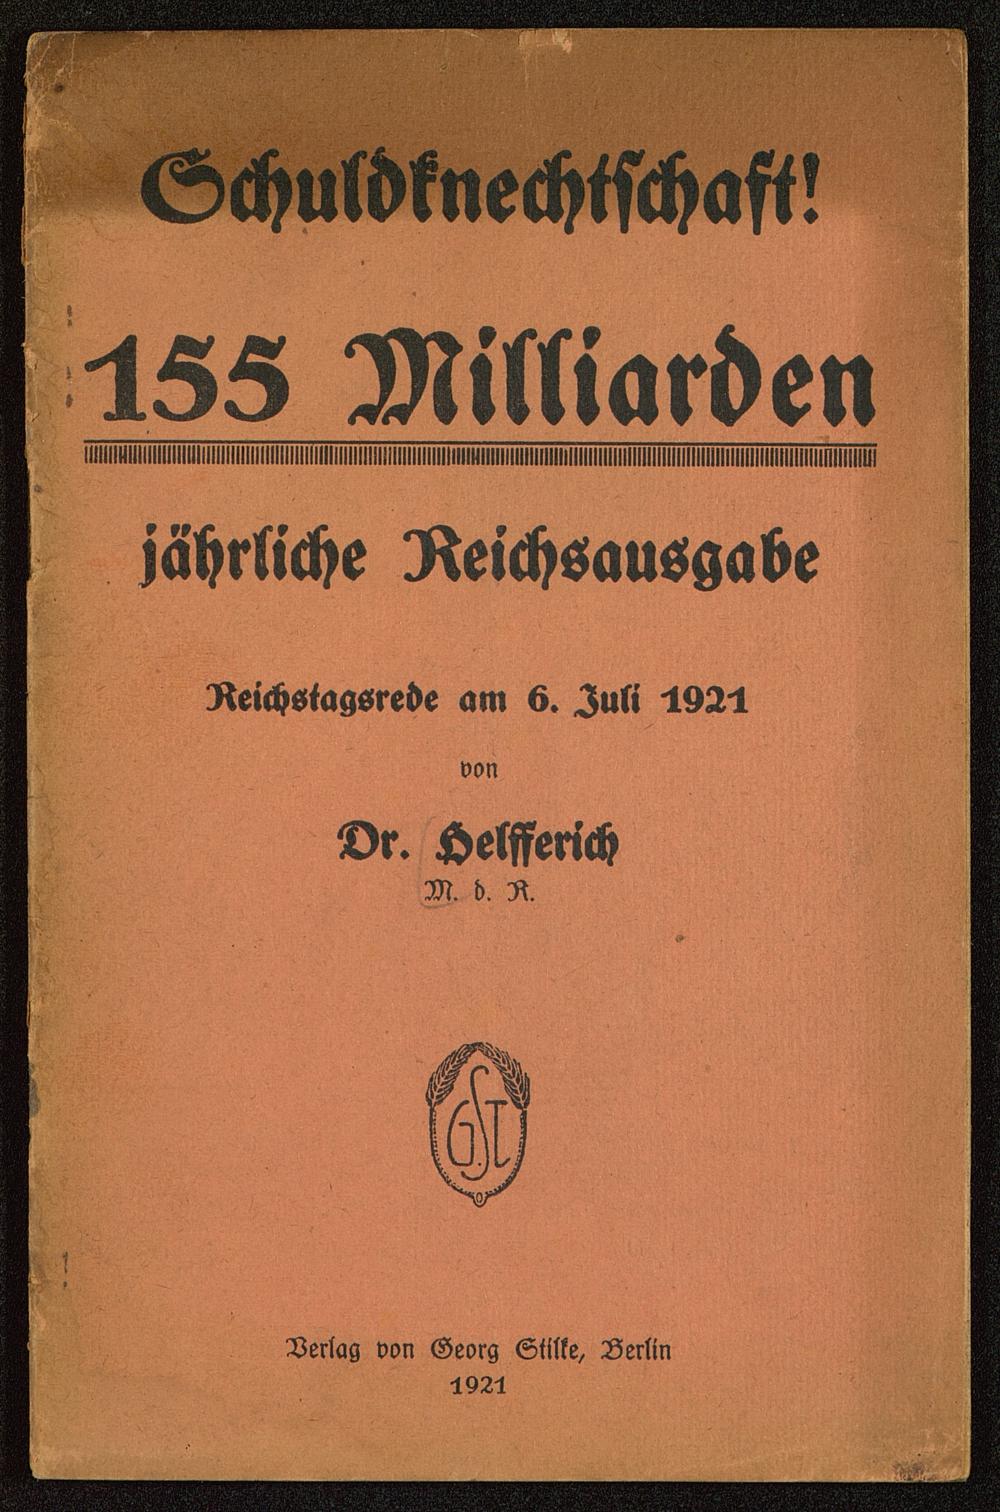 Schuldknechtschaft!
155 Milliarden
jährliche Reichsausgabe
Reichstagsrede am 6. Juli 1921
von
Dr. Helfferich
M. d. R.
GST
Verlag von Georg Stilke, Berlin
1921